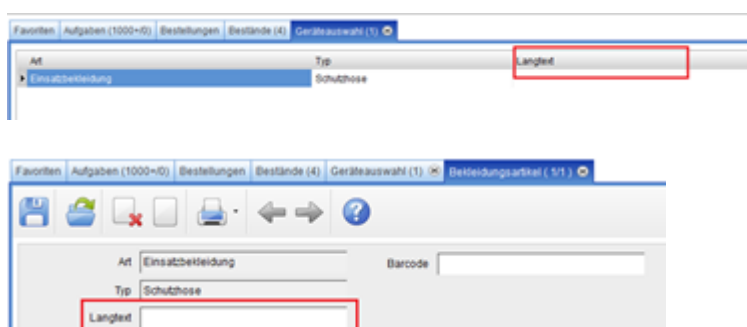 Favoriten Aufgaben (1000+/0) Bestellungen Bestände (4) Geräteauswahl (1)
Art Typ Langtext
Einsatzbekleidung Schutzhose
Favoriten Aufgaben (1000+/0) Bestellungen Bestände (4) Geräteauswahl (1) Bekleidungsartikel ( 1/1 )
Art Einsatzbekleidung Barcode
Typ Schutzhose
Langtext